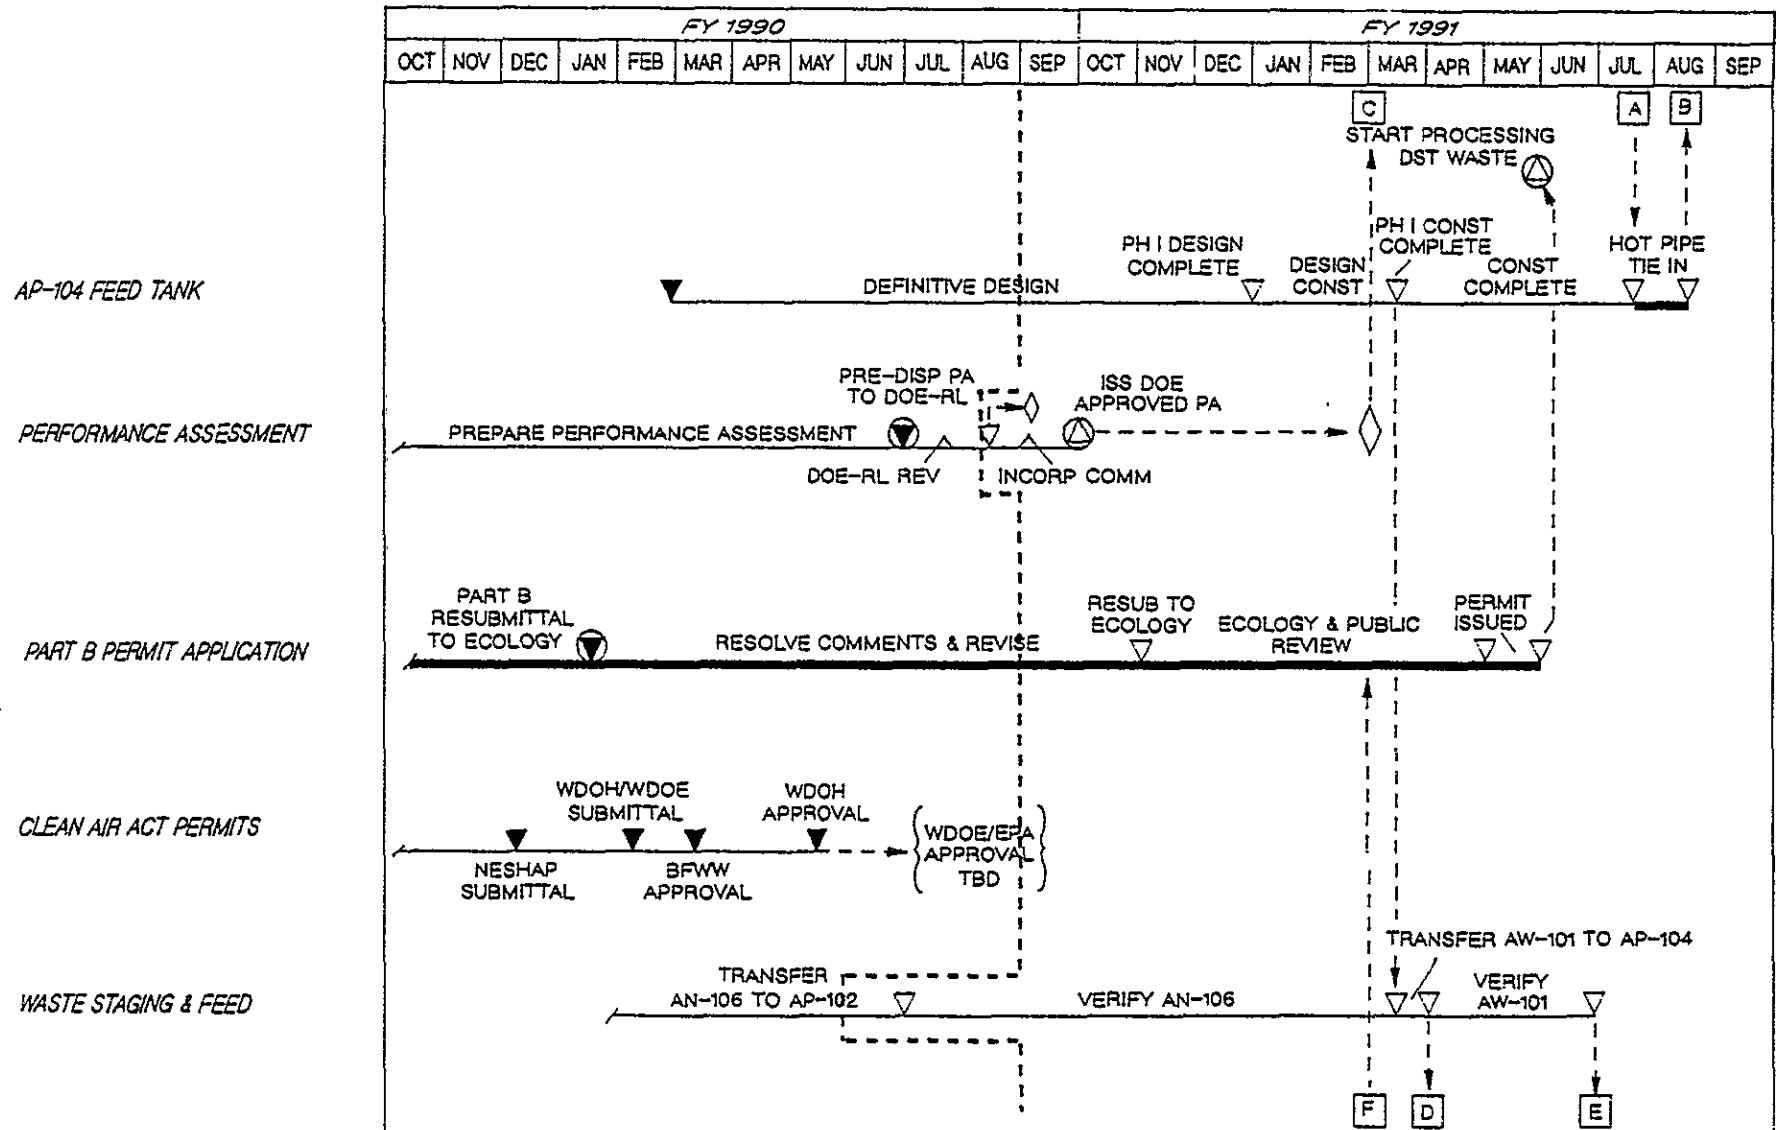 FY 1990
FY 1991
OCT NOV DEC JAN FEB MAR APR MAY JUN JUL AUG SEP OCT NOV DEC JAN FEB MAR APR MAY JUN JUL AUG SEP
C
A
B
START PROCESSING
DST WASTE
AP-104 FEED TANK
DEFINITIVE DESIGN
PH I DESIGN
COMPLETE
DESIGN
CONST
PH I CONST
COMPLETE
CONST
COMPLETE
HOT PIPE
TIE IN
PERFORMANCE ASSESSMENT
PREPARE PERFORMANCE ASSESSMENT
PRE-DISP PA
TO DOE-RL
ISS DOE
APPROVED PA
DOE-RL REV
INCORP COMM
PART B PERMIT APPLICATION
PART B
RESUBMITTAL
TO ECOLOGY
RESOLVE COMMENTS & REVISE
RESUB TO
ECOLOGY
ECOLOGY & PUBLIC
REVIEW
PERMIT
ISSUED
CLEAN AIR ACT PERMITS
WDOH/WDOE
SUBMITTAL
WDOH
APPROVAL
NESHAP
SUBMITTAL
BFWW
APPROVAL
WDOE/EPA
APPROVAL
TBD
WASTE STAGING & FEED
TRANSFER
AN-106 TO AP-102
VERIFY AN-106
TRANSFER AW-101 TO AP-104
VERIFY
AW-101
F
D
E